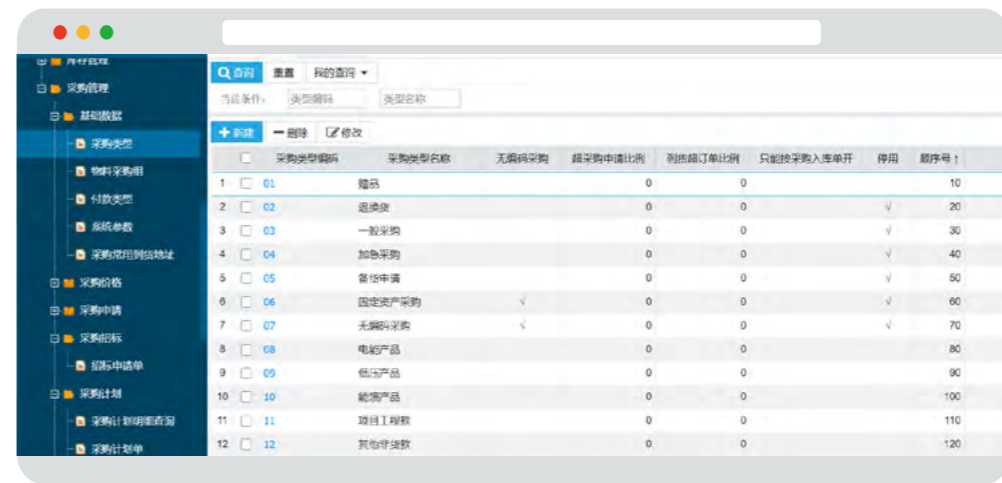 库存管理
采购管理
基础数据
采购类型
物料采购组
付款类型
系统参数
采购常用到货地址
采购价格
采购申请
采购招标
招标申请单
采购计划
采购计划明细查询
采购计划单
查询 重置 我的查询
当前条件： 类型编码 类型名称
新建 删除 修改
采购类型编码 采购类型名称 无编码采购 超采购申请比例 到货超订单比例 只能按采购入库单开 停用 顺序号↑
1 01 赠品 0 0 10
2 02 退换货 0 0 √ 20
3 03 一般采购 0 0 √ 30
4 04 加急采购 0 0 √ 40
5 05 备货申请 0 0 √ 50
6 06 固定资产采购 √ 0 0 √ 60
7 07 无编码采购 √ 0 0 √ 70
8 08 电能产品 0 0 80
9 09 低压产品 0 0 90
10 10 能源产品 0 0 100
11 11 项目工程款 0 0 110
12 12 其他非货款 0 0 120